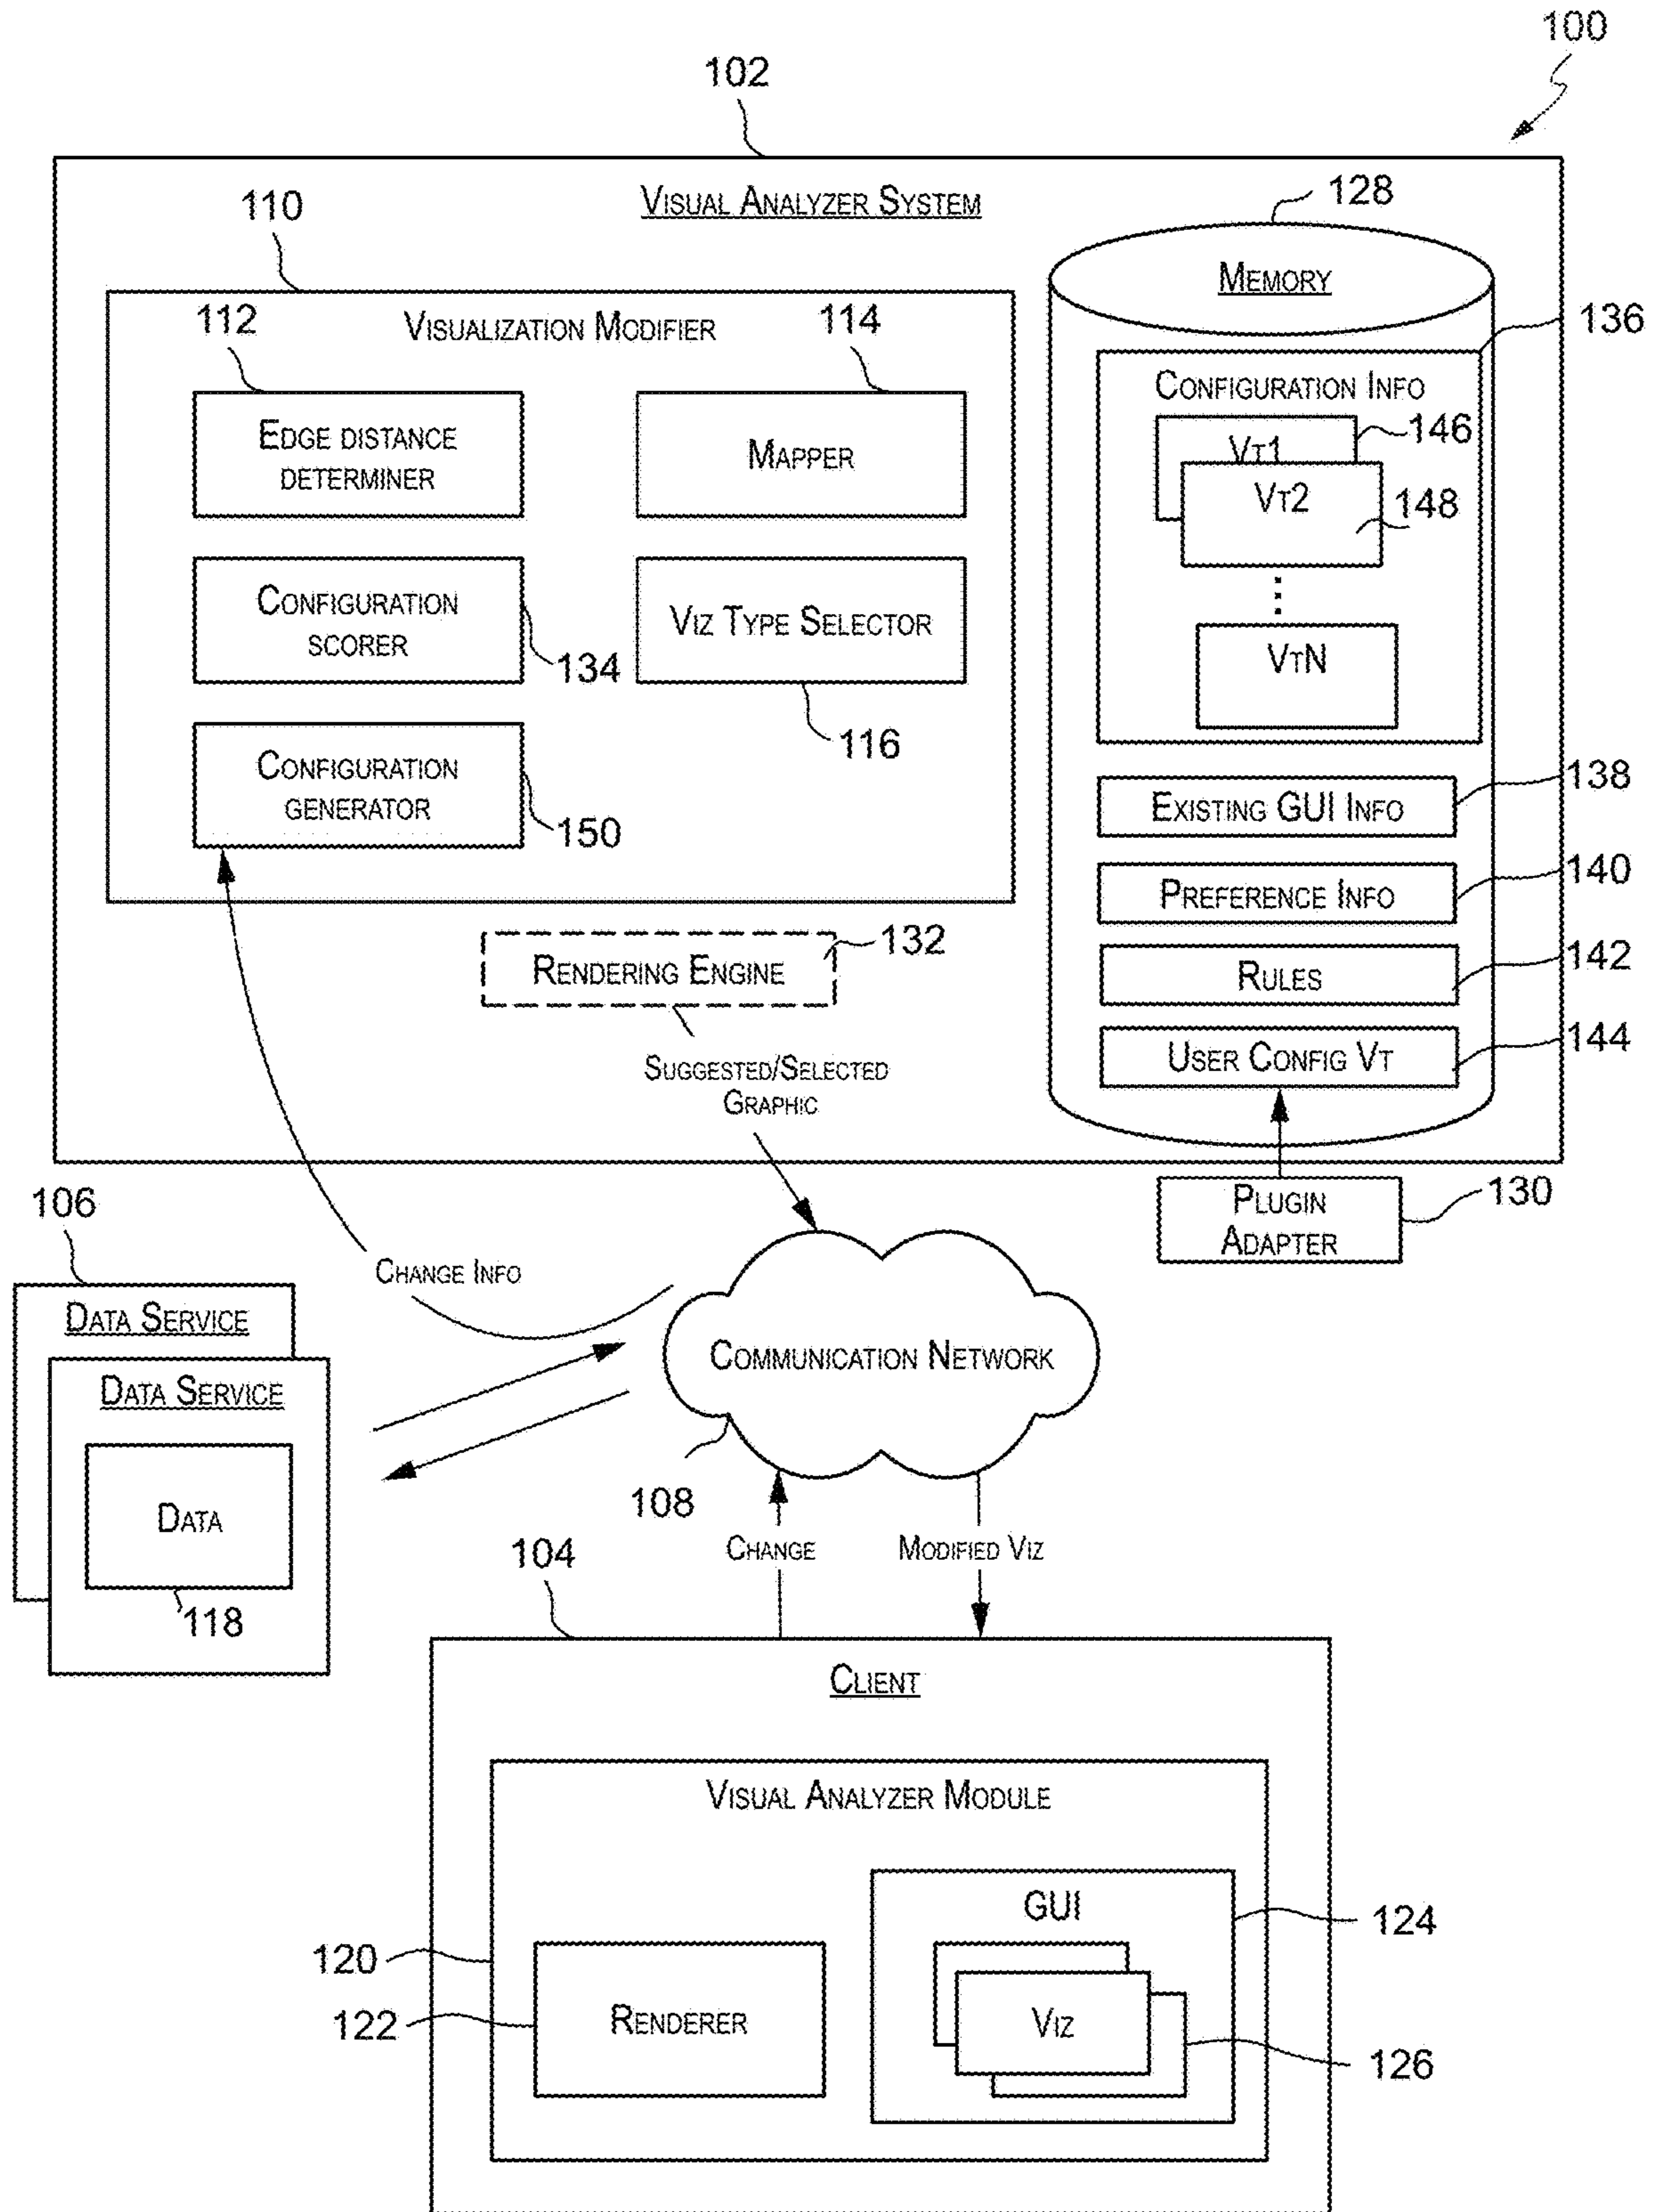 100
102
VISUAL ANALYZER SYSTEM
110
128
MEMORY
112
VISUALIZATION MODIFIER
114
136
CONFIGURATION INFO
EDGE DISTANCE
DETERMINER
MAPPER
VT1
146
VT2
148
CONFIGURATION
SCORER
134
VIZ TYPE SELECTOR
116
VTN
CONFIGURATION
GENERATOR
150
138
EXISTING GUI INFO
140
PREFERENCE INFO
132
RENDERING ENGINE
142
RULES
144
USER CONFIG VT
SUGGESTED/SELECTED
GRAPHIC
PLUGIN
ADAPTER
130
106
CHANGE INFO
DATA SERVICE
DATA SERVICE
DATA
118
COMMUNICATION NETWORK
108
CHANGE
MODIFIED VIZ
104
CLIENT
VISUAL ANALYZER MODULE
GUI
124
120
RENDERER
122
VIZ
126